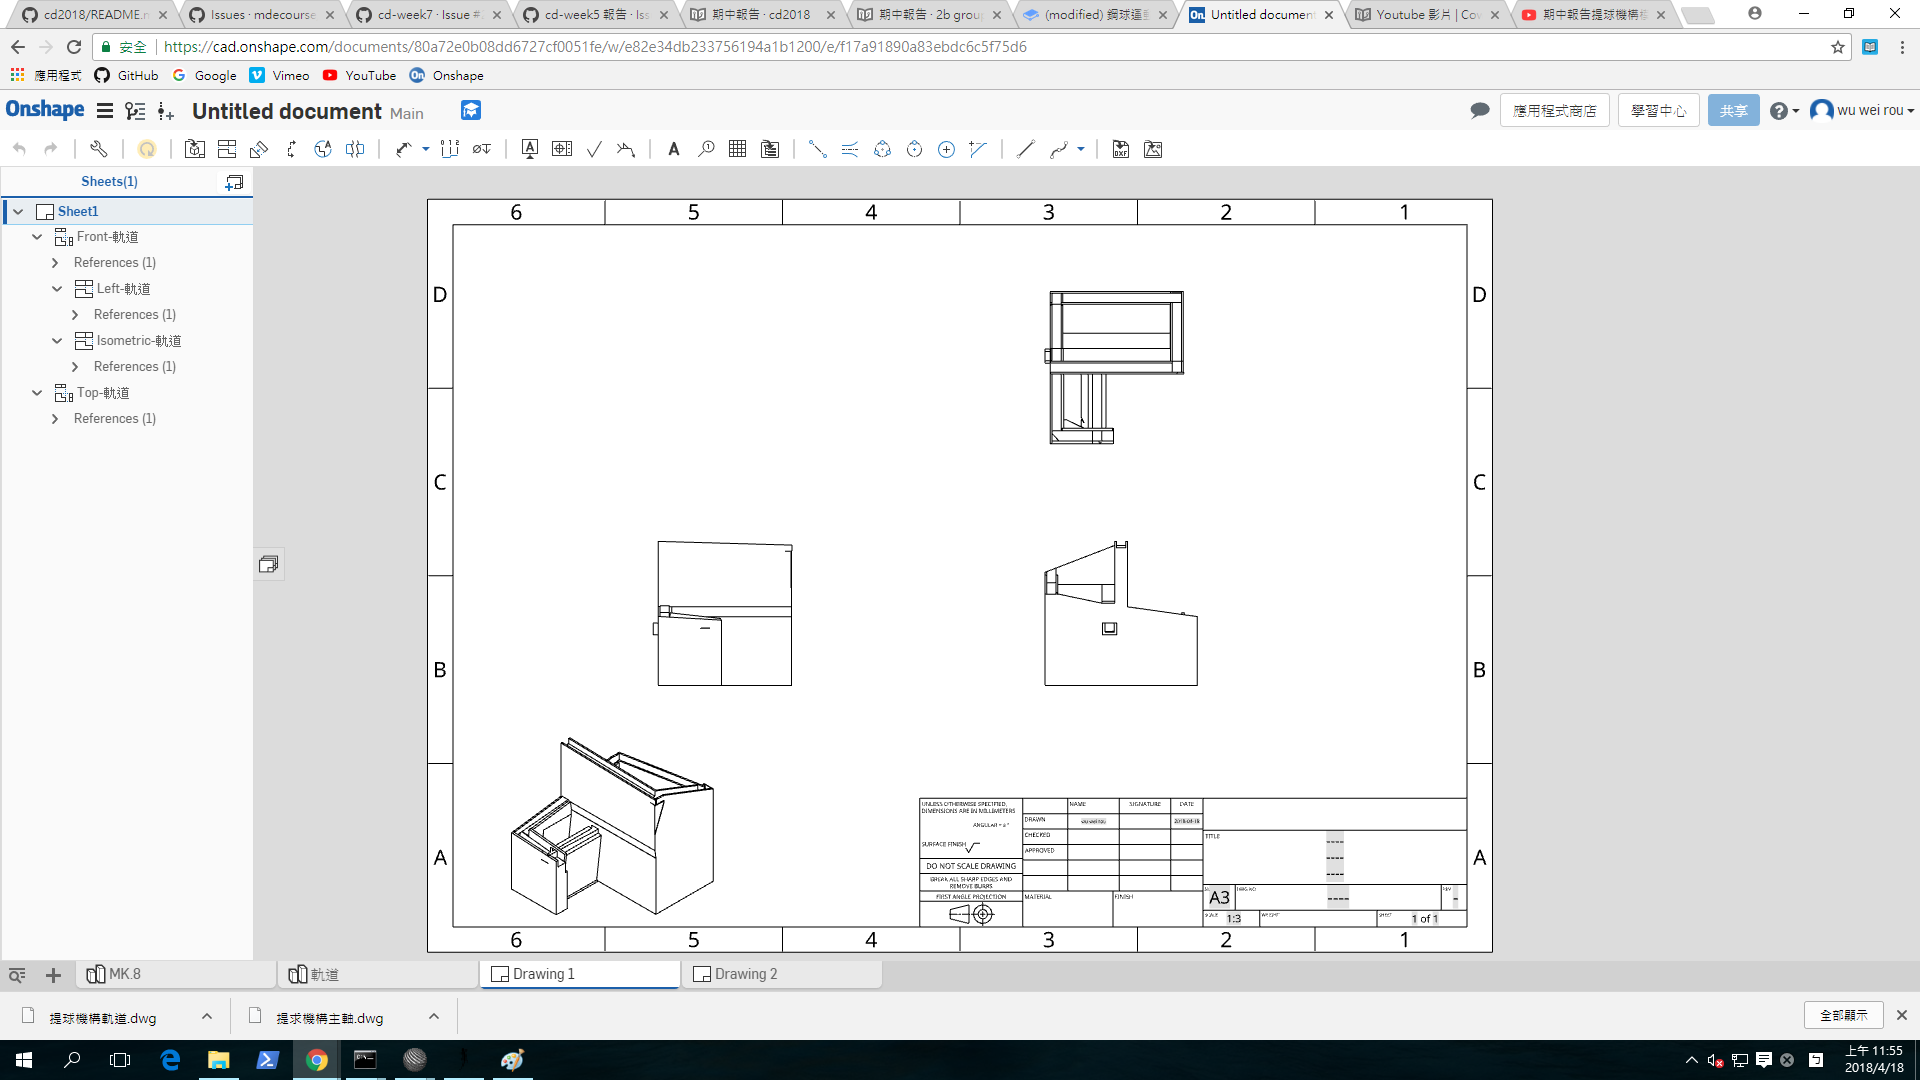 cd2018/README.m
Issues · mdecourse
cd-week7 · Issue #
cd-week5 報告 · Iss
期中報告 · cd2018
期中報告 · 2b grou
(modified) 鋼球運
Untitled document
Youtube 影片 | Co
期中報告提球機構
安全 https://cad.onshape.com/documents/80a72e0b08dd6727cf0051fe/w/e82e34db233756194a1b1200/e/f17a91890a83ebdc6c5f75d6
應用程式 GitHub Google Vimeo YouTube Onshape
Onshape Untitled document Main 應用程式商店 學習中心 共享 wu wei rou
Sheets(1)
Sheet1
Front-軌道
References (1)
Left-軌道
References (1)
Isometric-軌道
References (1)
Top-軌道
References (1)
6 5 4 3 2 1
D D
C C
B B
A A
UNLESS OTHERWISE SPECIFIED,
DIMENSIONS ARE IN MILLIMETERS
ANGULAR = ± °
SURFACE FINISH
DO NOT SCALE DRAWING
BREAK ALL SHARP EDGES AND
REMOVE BURRS
FIRST ANGLE PROJECTION
NAME SIGNATURE DATE
DRAWN wu wei rou 2018-04-18
CHECKED
APPROVED
MATERIAL FINISH
TITLE
----
----
----
A3 DWG NO ---- REV -
SCALE 1:3 WEIGHT SHEET 1 of 1
6 5 4 3 2 1
MK.8 軌道 Drawing 1 Drawing 2
提球機構軌道.dwg 提求機構主軸.dwg 全部顯示
上午 11:55
2018/4/18